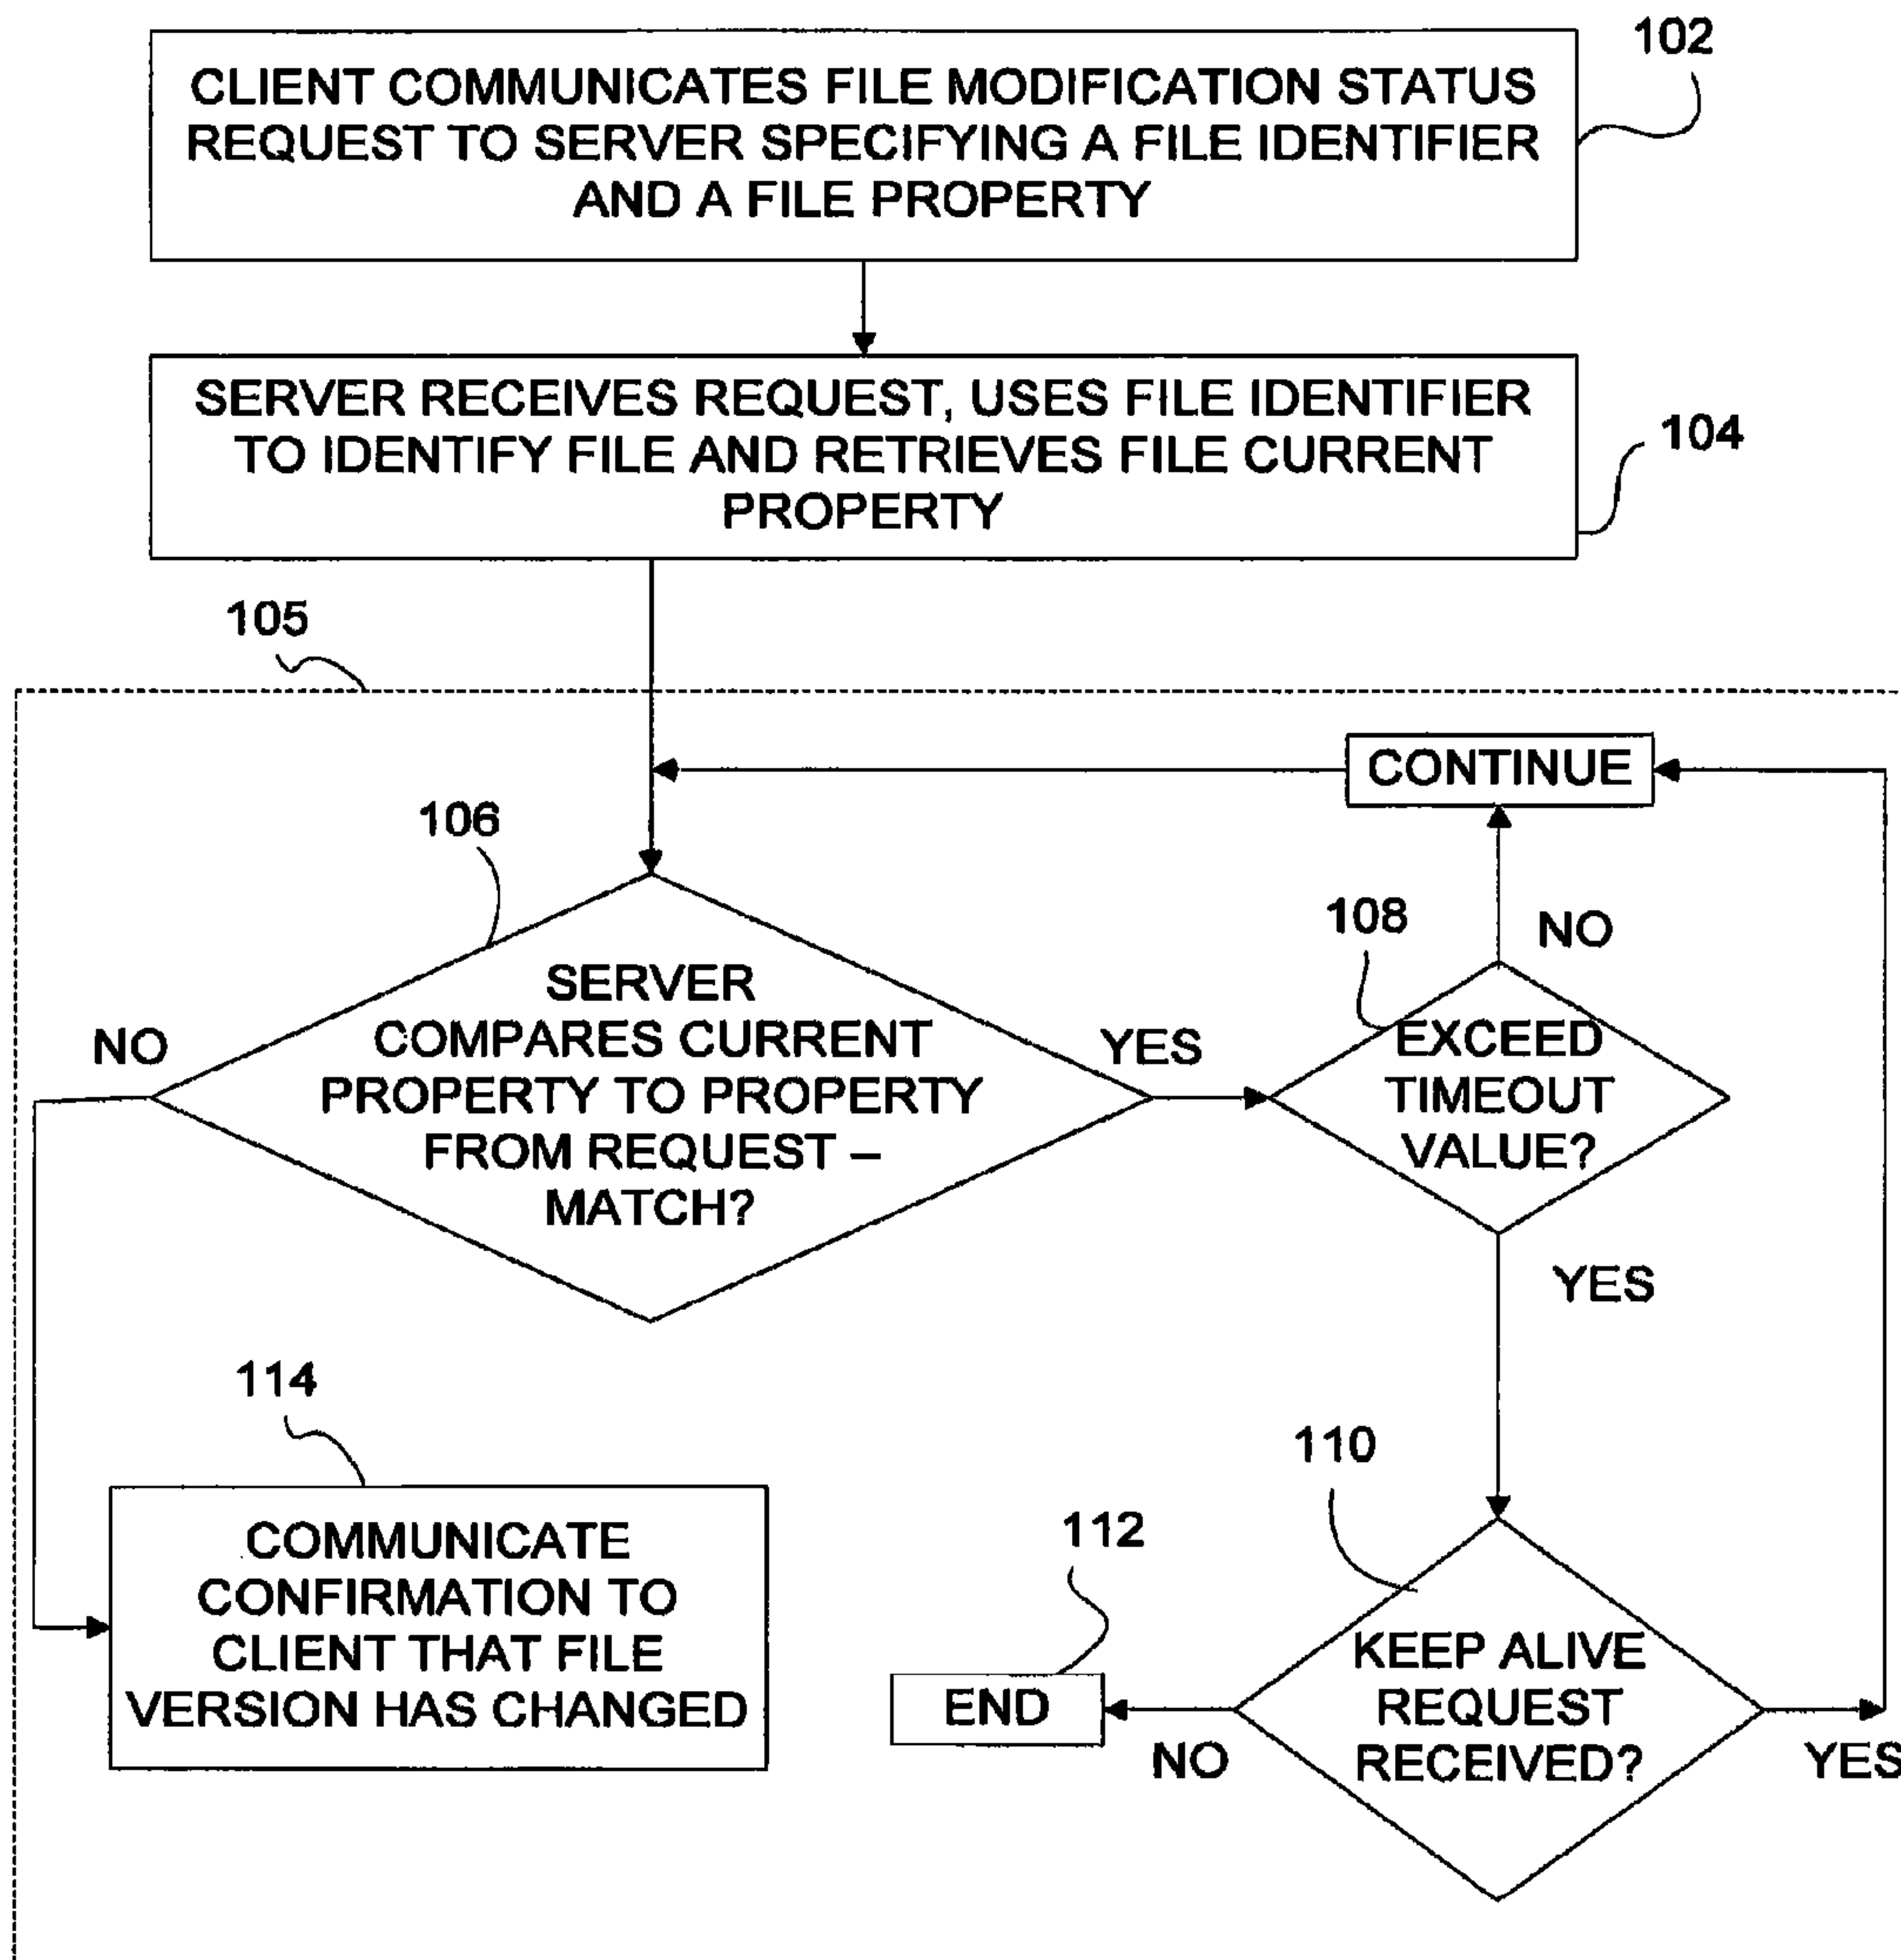 102
CLIENT COMMUNICATES FILE MODIFICATION STATUS
REQUEST TO SERVER SPECIFYING A FILE IDENTIFIER
AND A FILE PROPERTY
SERVER RECEIVES REQUEST, USES FILE IDENTIFIER
TO IDENTIFY FILE AND RETRIEVES FILE CURRENT
PROPERTY
104
105
CONTINUE
106
108
NO
SERVER
COMPARES CURRENT
PROPERTY TO PROPERTY
FROM REQUEST –
MATCH?
NO
YES
EXCEED
TIMEOUT
VALUE?
YES
114
COMMUNICATE
CONFIRMATION TO
CLIENT THAT FILE
VERSION HAS CHANGED
110
112
END
NO
KEEP ALIVE
REQUEST
RECEIVED?
YES